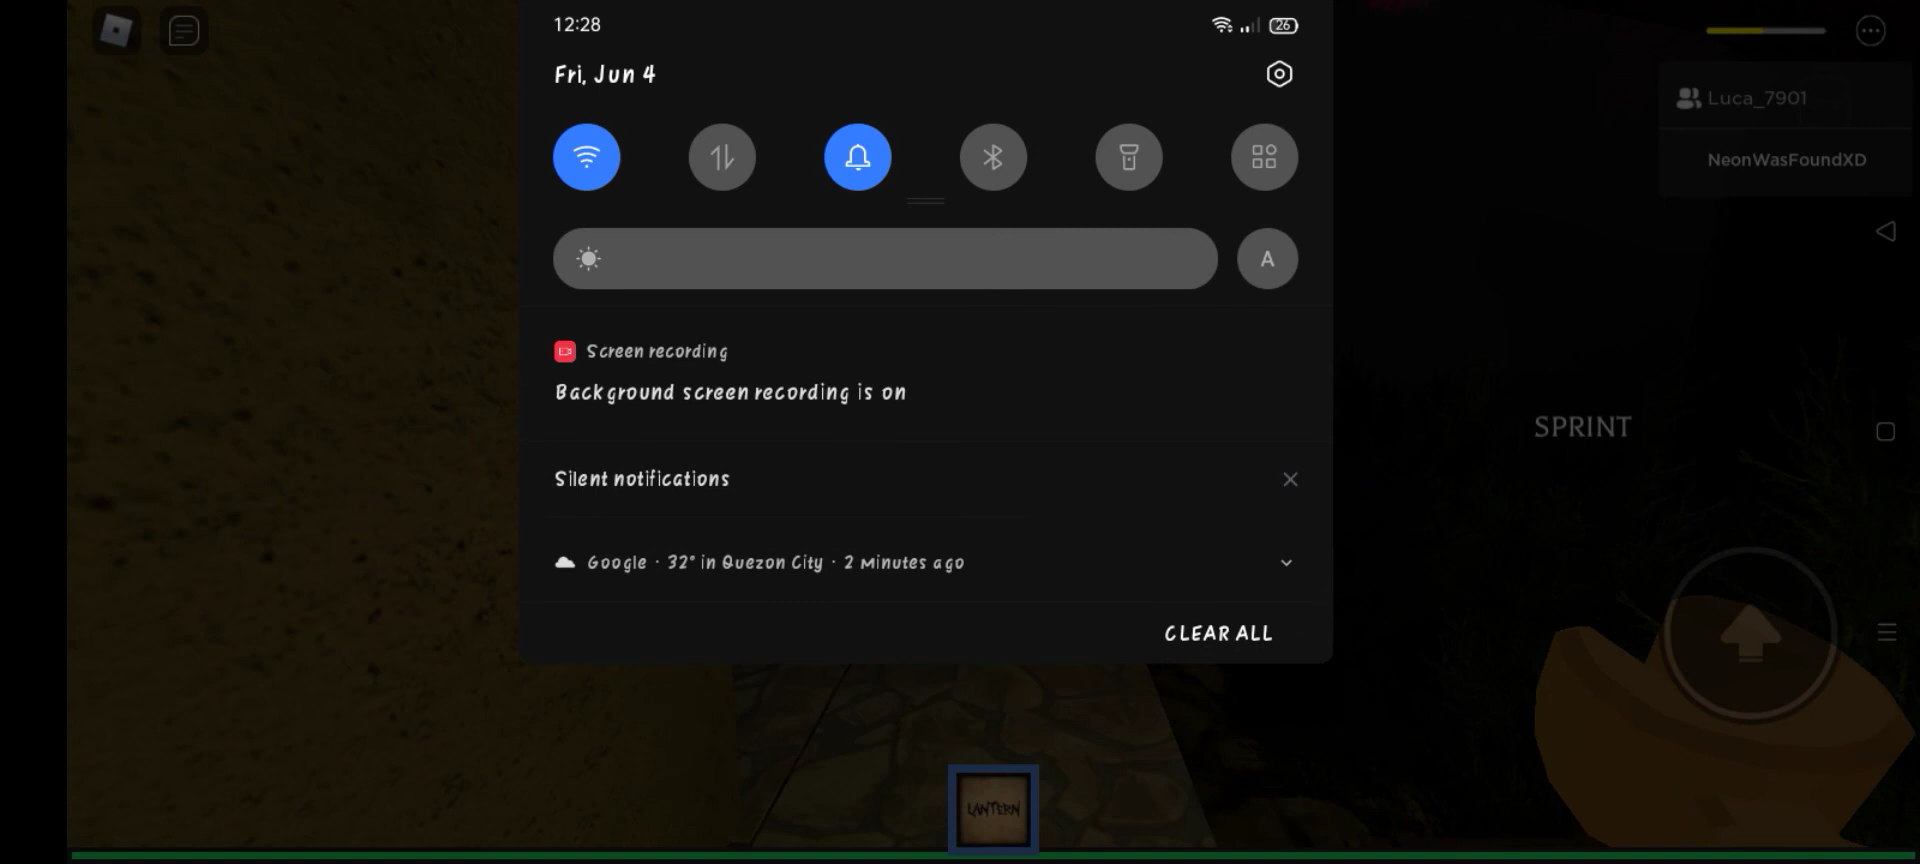 12:28
26
Fri, Jun 4
Luca_7901
NeonWasFoundXD
A
Screen recording
Background screen recording is on
SPRINT
Silent notifications
Google · 32° in Quezon City · 2 minutes ago
CLEAR ALL
LANTERN